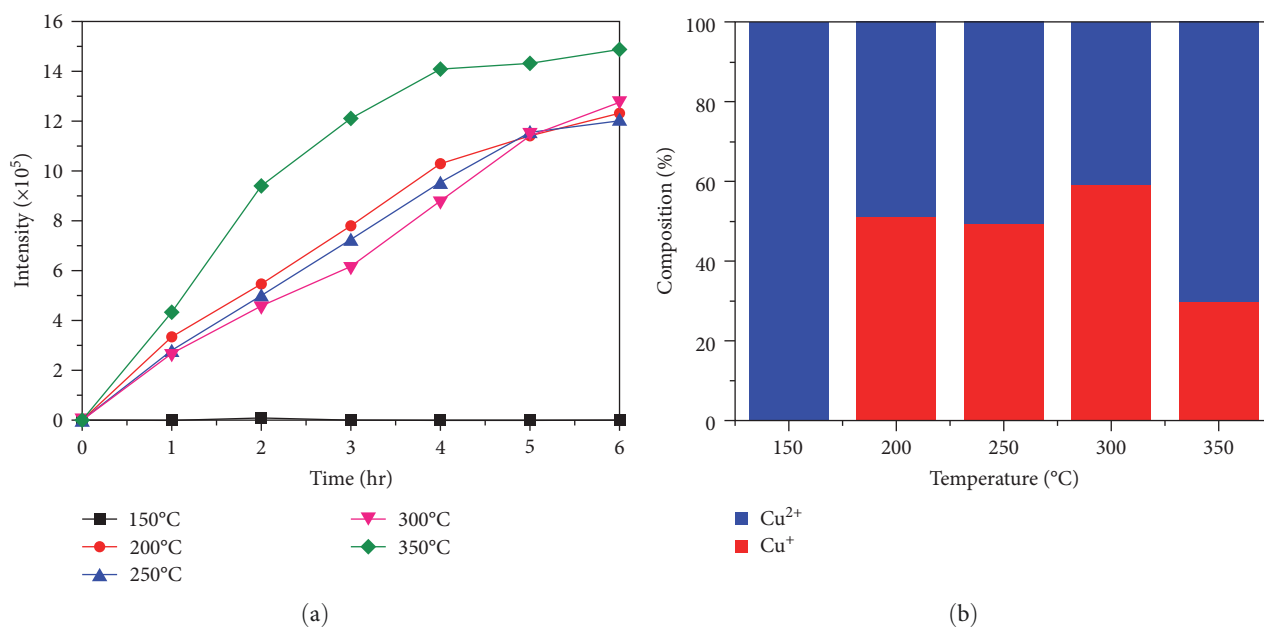 16
14
12
10
8
6
4
2
0
Intensity (×10⁵)
0 1 2 3 4 5 6
Time (hr)
150°C
200°C
250°C
300°C
350°C
(a)
100
80
60
40
20
0
Composition (%)
150 200 250 300 350
Temperature (°C)
Cu²⁺
Cu⁺
(b)